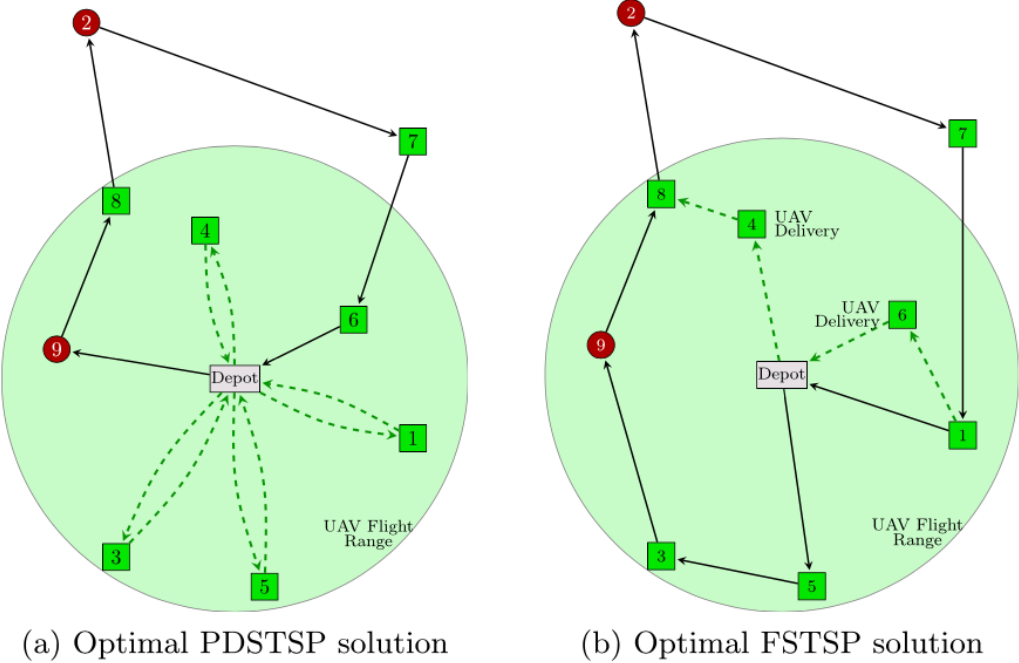 2
7
8
4
6
9
Depot
1
UAV Flight
Range
3
5
(a) Optimal PDSTSP solution
2
7
8
4
UAV
Delivery
UAV
Delivery
6
9
Depot
1
UAV Flight
Range
3
5
(b) Optimal FSTSP solution